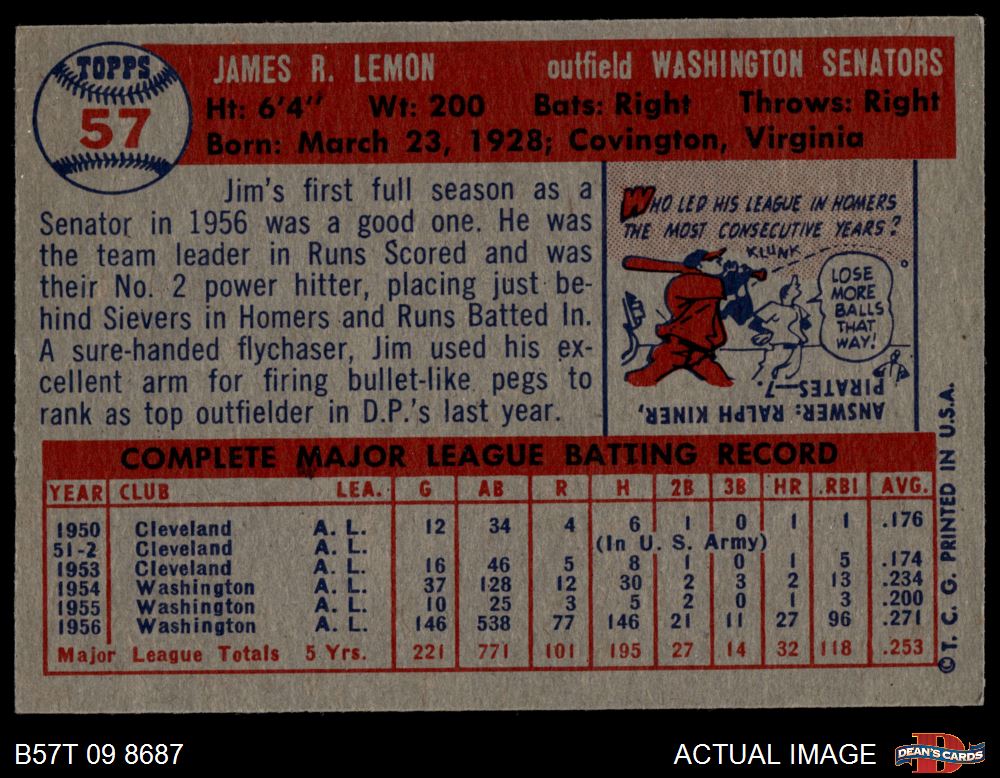 TOPPS
57
JAMES R. LEMON outfield WASHINGTON SENATORS
Ht: 6'4" Wt: 200 Bats: Right Throws: Right
Born: March 23, 1928; Covington, Virginia
Jim's first full season as a
Senator in 1956 was a good one. He was
the team leader in Runs Scored and was
their No. 2 power hitter, placing just be-
hind Sievers in Homers and Runs Batted In.
A sure-handed flychaser, Jim used his ex-
cellent arm for firing bullet-like pegs to
rank as top outfielder in D.P.'s last year.
WHO LED HIS LEAGUE IN HOMERS
THE MOST CONSECUTIVE YEARS?
KLUNK
LOSE
MORE
BALLS
THAT
WAY!
ANSWER: RALPH KINER,
PIRATES—7.
COMPLETE MAJOR LEAGUE BATTING RECORD
YEAR CLUB LEA. G AB R H 2B 3B HR RBI AVG.
1950 Cleveland A. L. 12 34 4 6 1 0 1 1 .176
51-2 Cleveland A. L. (In U. S. Army)
1953 Cleveland A. L. 16 46 5 8 1 0 1 5 .174
1954 Washington A. L. 37 128 12 30 2 3 2 13 .234
1955 Washington A. L. 10 25 3 5 2 0 1 3 .200
1956 Washington A. L. 146 538 77 146 21 11 27 96 .271
Major League Totals 5 Yrs. 221 771 101 195 27 14 32 118 .253
© T. C. G. PRINTED IN U.S.A.
B57T 09 8687
ACTUAL IMAGE
DEAN'S CARDS